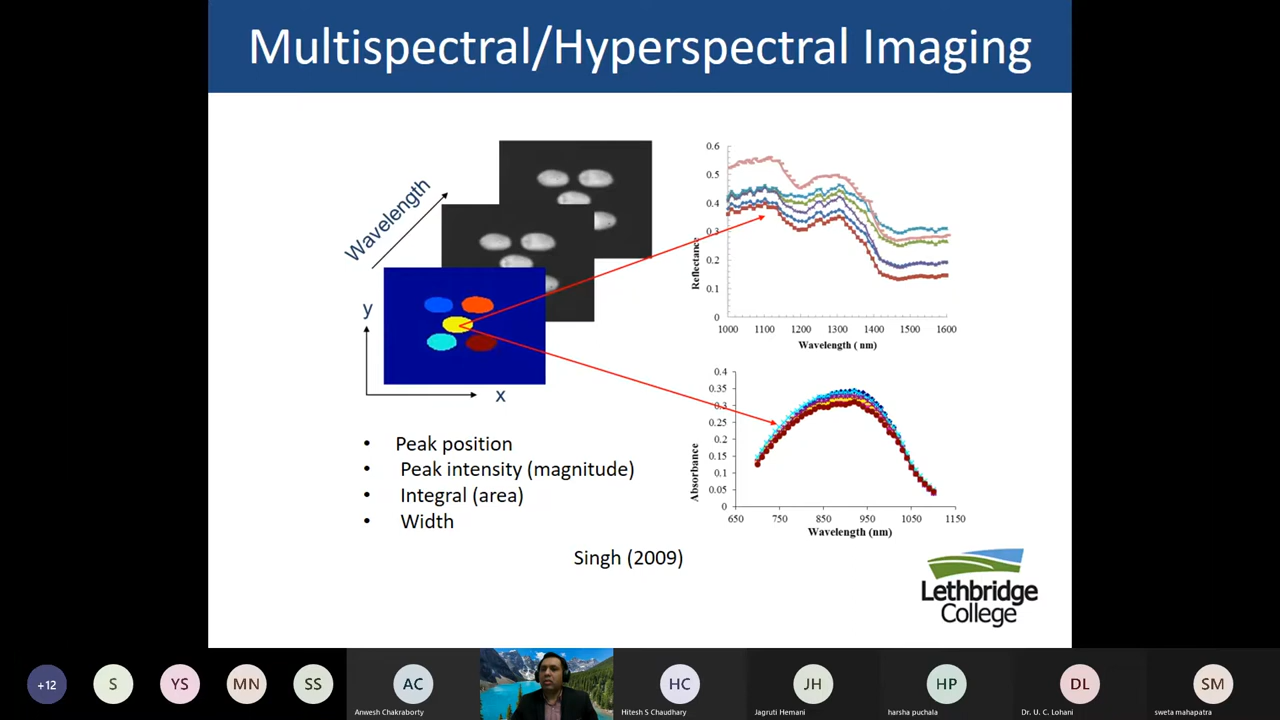 Multispectral/Hyperspectral Imaging
Wavelength
y
x
• Peak position
• Peak intensity (magnitude)
• Integral (area)
• Width
Singh (2009)
Reflectance
0.6
0.5
0.4
0.3
0.2
0.1
0
1000 1100 1200 1300 1400 1500 1600
Wavelength ( nm)
Absorbance
0.4
0.35
0.3
0.25
0.2
0.15
0.1
0.05
0
650 750 850 950 1050 1150
Wavelength (nm)
Lethbridge
College
+12
S
YS
MN
SS
AC
Anwesh Chakraborty
HC
Hitesh S Chaudhary
JH
Jagruti Hemani
HP
harsha puchala
DL
Dr. U. C. Lohani
SM
sweta mahapatra